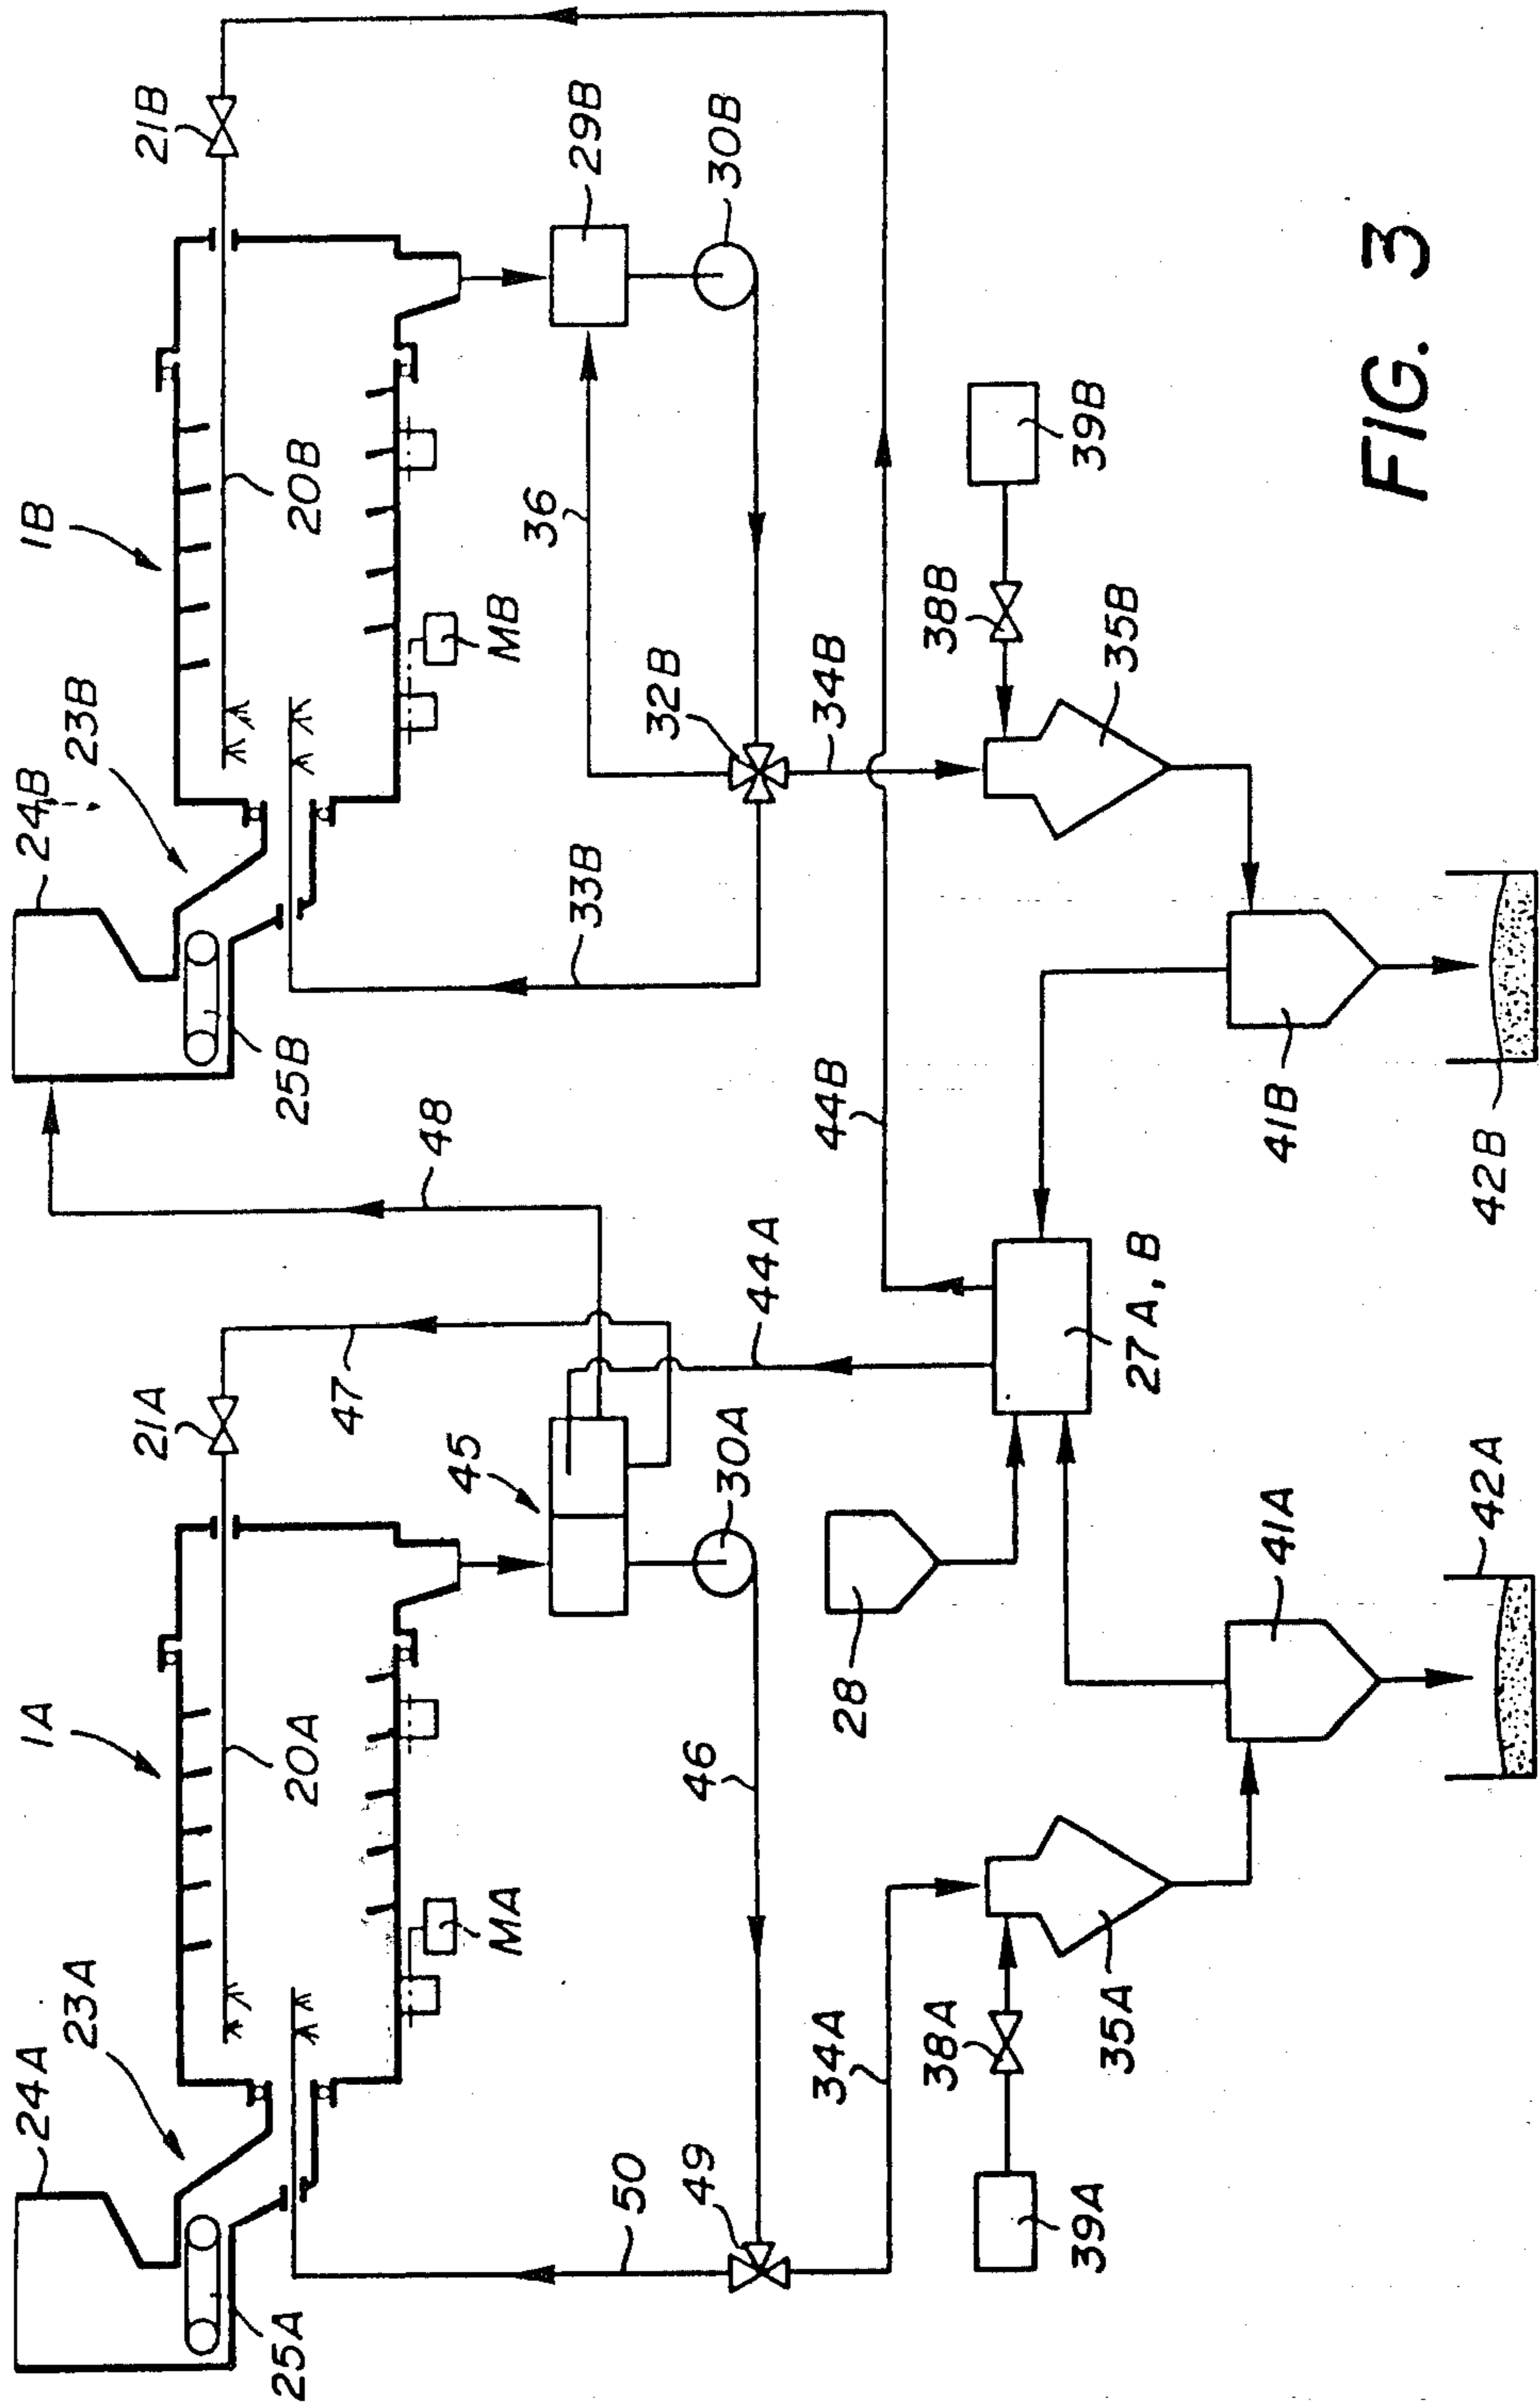 24A
23A
1A
21A
25A
20A
47
MA
45
48
50
49
46
30A
44A
34A
38A
39A
35A
28
27A, B
41A
42A
24B
23B
1B
21B
25B
20B
MB
36
29B
33B
32B
30B
44B
34B
38B
39B
35B
41B
42B
FIG. 3